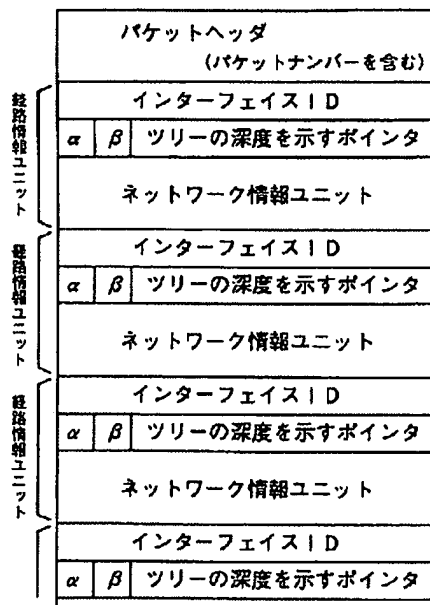 パケットヘッダ
(パケットナンバーを含む)
経路情報ユニット
インターフェイスID
α β ツリーの深度を示すポインタ
ネットワーク情報ユニット
経路情報ユニット
インターフェイスID
α β ツリーの深度を示すポインタ
ネットワーク情報ユニット
経路情報ユニット
インターフェイスID
α β ツリーの深度を示すポインタ
ネットワーク情報ユニット
インターフェイスID
α β ツリーの深度を示すポインタ